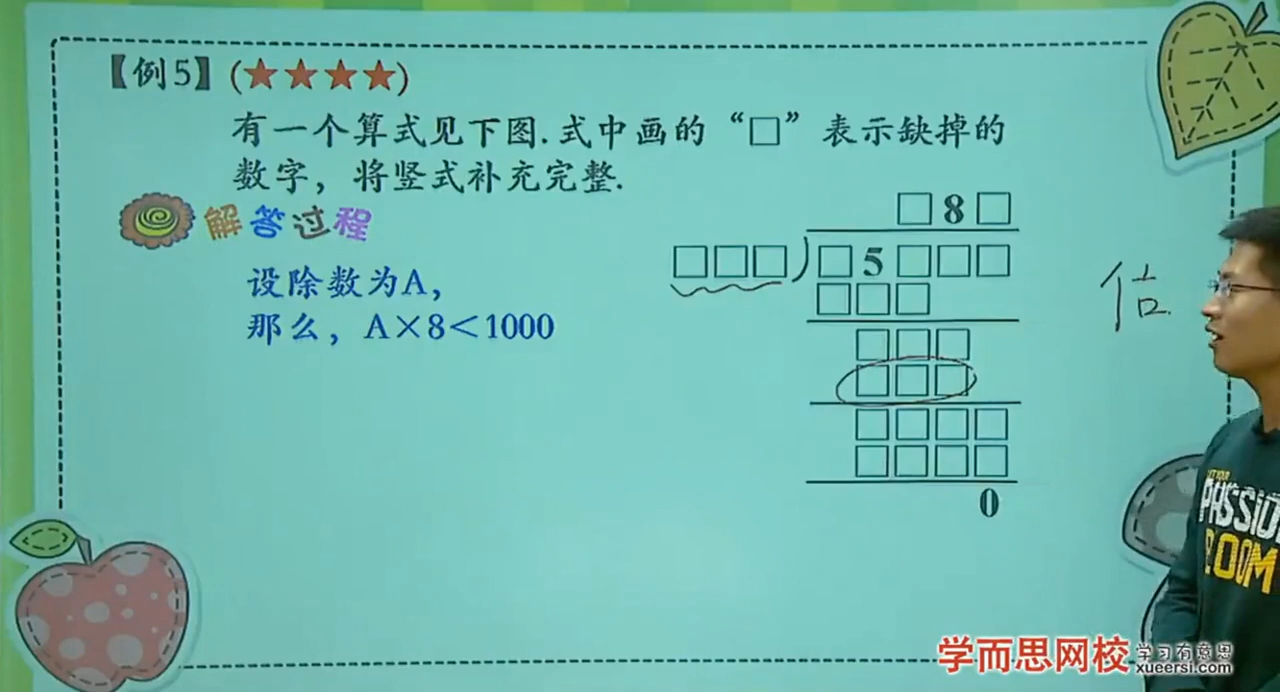 【例5】(★★★★)
有一个算式见下图.式中画的“□”表示缺掉的
数字，将竖式补充完整.
解答过程
设除数为A，
那么，A×8＜1000
□8□
□□□)□5□□□
□□□
□□□
□□□
□□□□
□□□□
0
估
PASSION
ROOM
学而思网校 学习有意思
xueersi.com